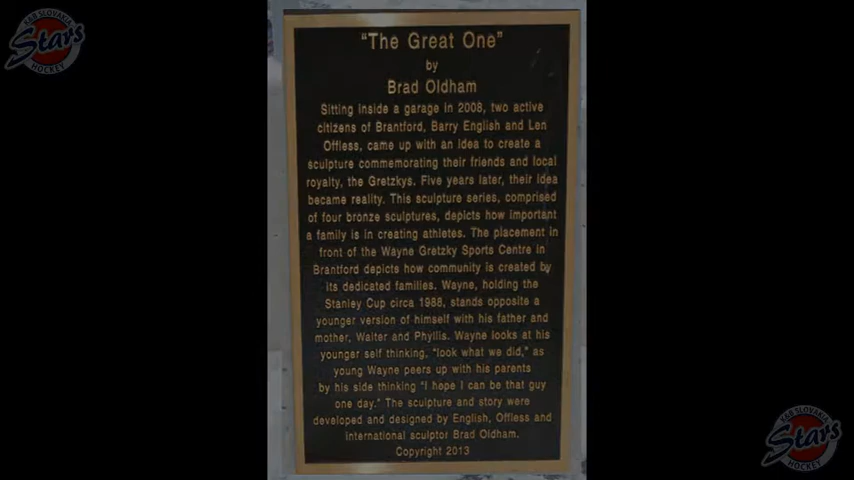 KAB SLOVAKIA
Stars
HOCKEY
"The Great One"
by
Brad Oldham
Sitting inside a garage in 2008, two active
citizens of Brantford, Barry English and Len
Offless, came up with an idea to create a
sculpture commemorating their friends and local
royalty, the Gretzkys. Five years later, their idea
became reality. This sculpture series, comprised
of four bronze sculptures, depicts how important
a family is in creating athletes. The placement in
front of the Wayne Gretzky Sports Centre in
Brantford depicts how community is created by
its dedicated families. Wayne, holding the
Stanley Cup circa 1988, stands opposite a
younger version of himself with his father and
mother, Walter and Phyllis. Wayne looks at his
younger self thinking, "look what we did," as
young Wayne peers up with his parents
by his side thinking "I hope I can be that guy
one day." The sculpture and story were
developed and designed by English, Offless and
international sculptor Brad Oldham.
Copyright 2013
KAB SLOVAKIA
Stars
HOCKEY